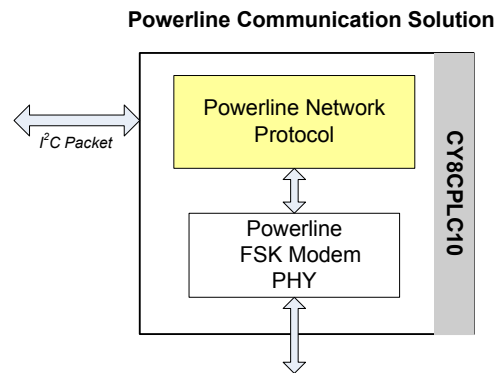 Powerline Communication Solution
Powerline Network
Protocol
I²C Packet
CY8CPLC10
Powerline
FSK Modem
PHY